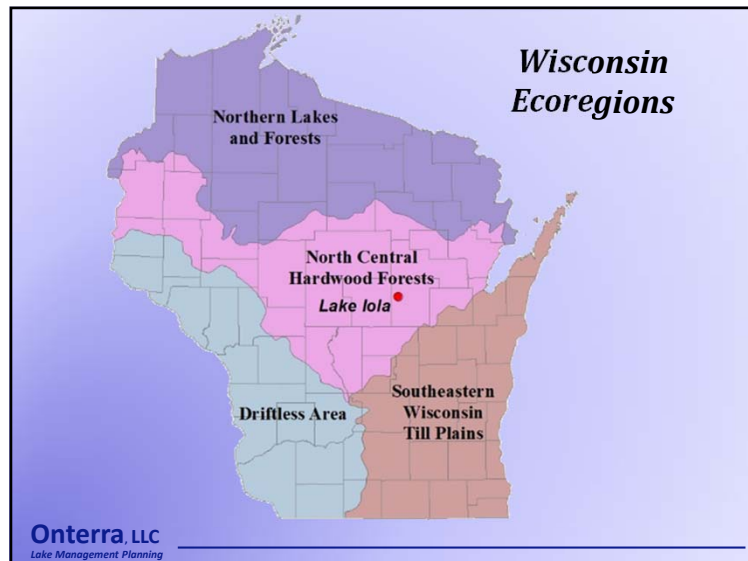 Wisconsin
Ecoregions
Northern Lakes
and Forests
North Central
Hardwood Forests
Lake Iola
Driftless Area
Southeastern
Wisconsin
Till Plains
Onterra, LLC
Lake Management Planning